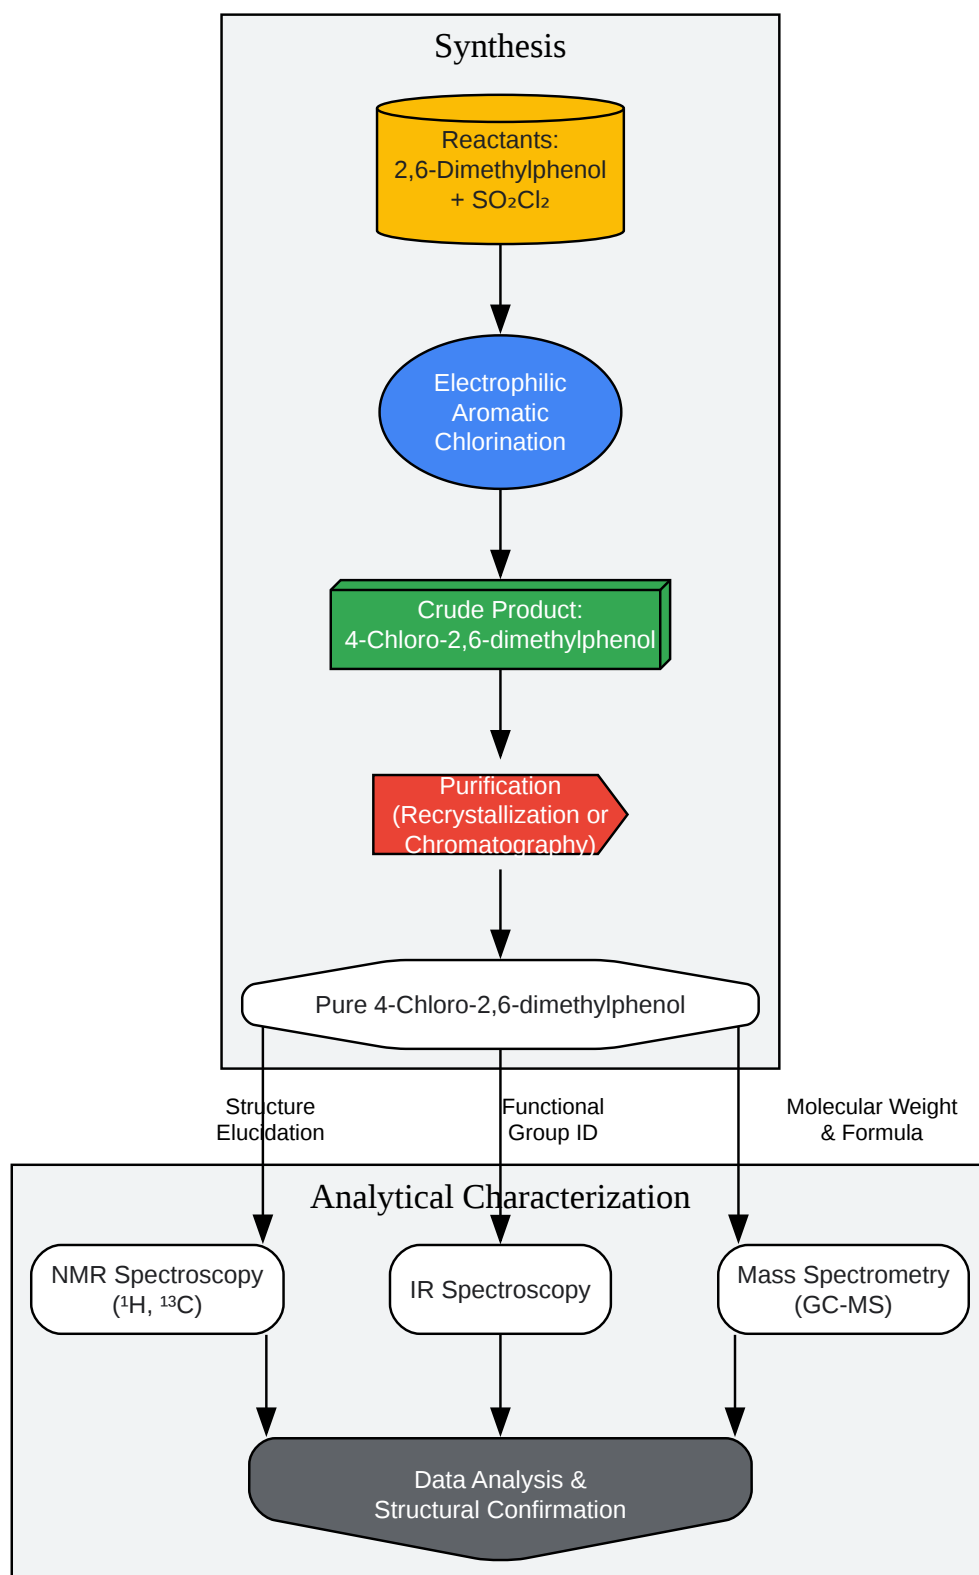 Synthesis
Reactants:
2,6-Dimethylphenol
+ SO₂Cl₂
Electrophilic
Aromatic
Chlorination
Crude Product:
4-Chloro-2,6-dimethylphenol
Purification
(Recrystallization or
Chromatography)
Pure 4-Chloro-2,6-dimethylphenol
Structure
Elucidation
Functional
Group ID
Molecular Weight
& Formula
Analytical Characterization
NMR Spectroscopy
(¹H, ¹³C)
IR Spectroscopy
Mass Spectrometry
(GC-MS)
Data Analysis &
Structural Confirmation